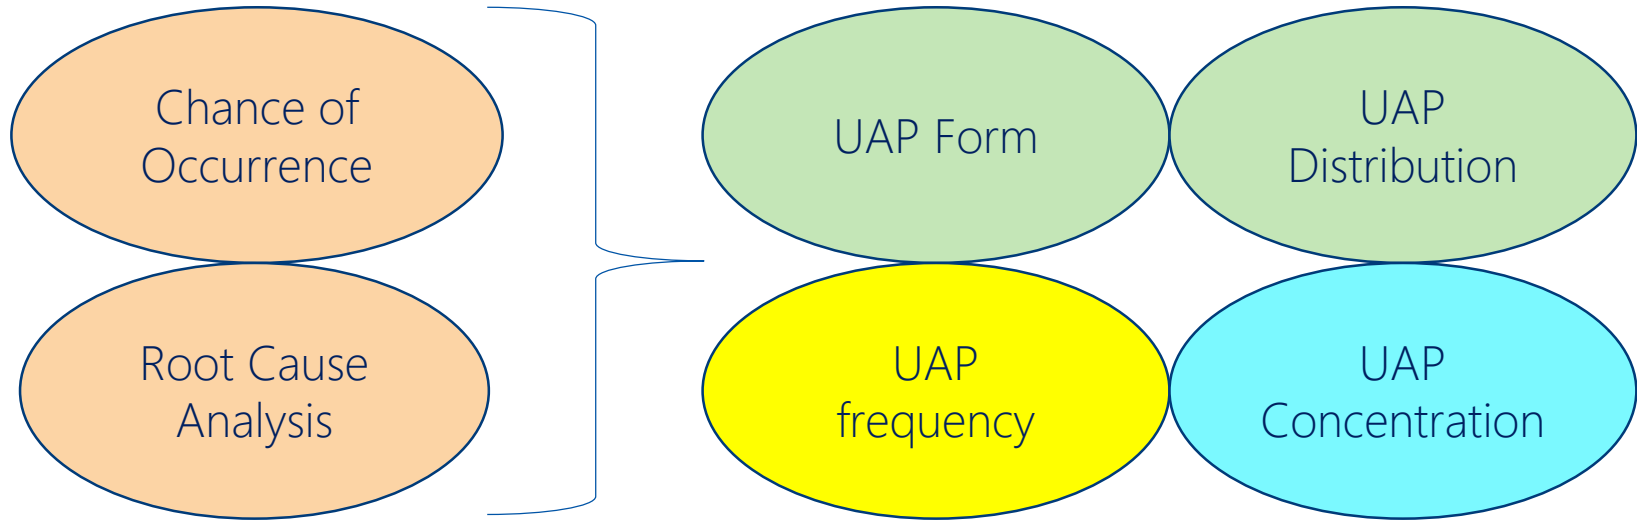 Chance of
Occurrence
UAP Form
UAP
Distribution
Root Cause
Analysis
UAP
frequency
UAP
Concentration